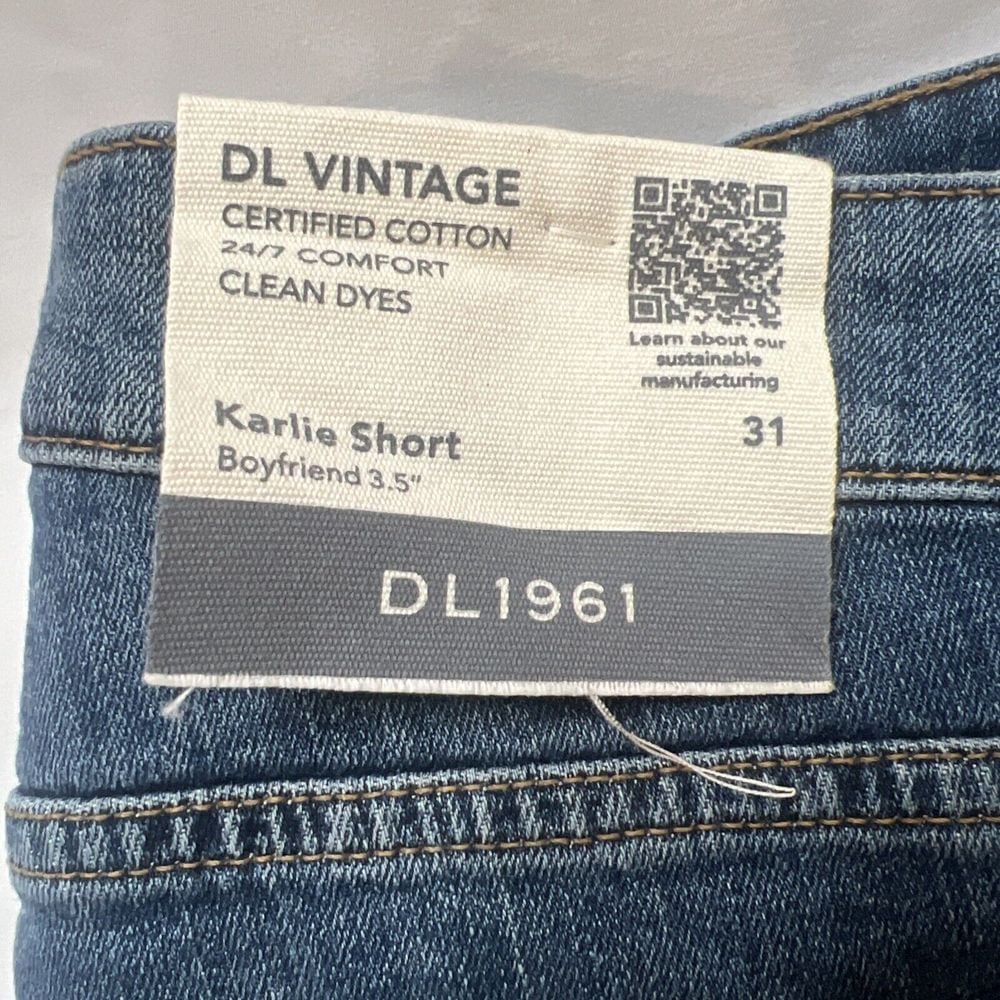 DL VINTAGE
CERTIFIED COTTON
24/7 COMFORT
CLEAN DYES
Learn about our
sustainable
manufacturing
Karlie Short
31
Boyfriend 3.5"
DL1961